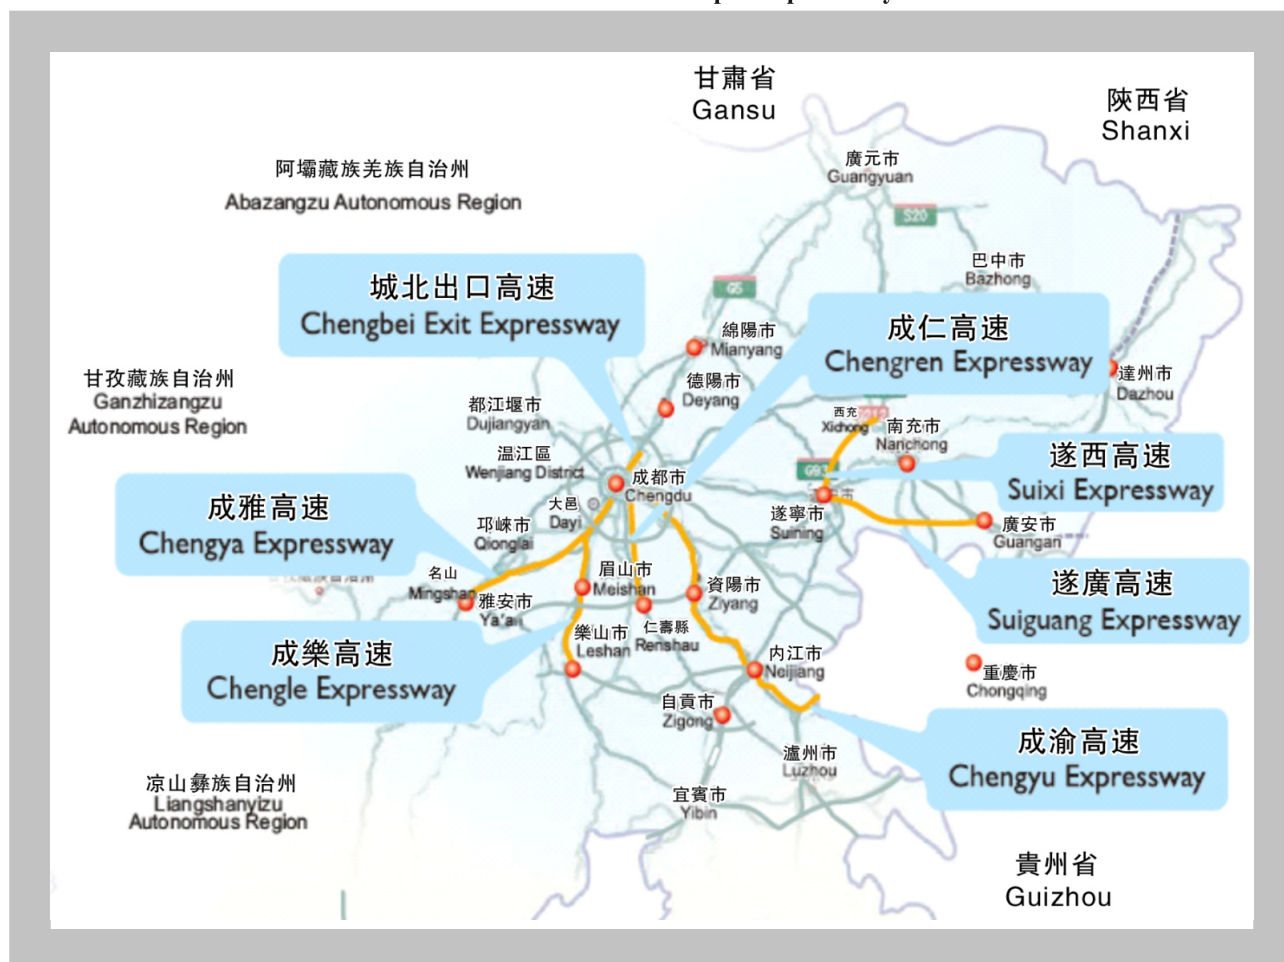 甘肅省
Gansu
陝西省
Shanxi
廣元市
Guangyuan
阿壩藏族羌族自治州
Abazangzu Autonomous Region
S20
巴中市
Bazhong
城北出口高速
Chengbei Exit Expressway
G5
成仁高速
Chengren Expressway
綿陽市
Mianyang
甘孜藏族自治州
Ganzhizangzu
Autonomous Region
德陽市
Deyang
達州市
Dazhou
都江堰市
Dujiangyan
西充
Xichong
南充市
Nanchong
温江區
Wenjiang District
遂西高速
Suixi Expressway
成都市
Chengdu
G93
成雅高速
Chengya Expressway
大邑
Dayi
遂寧市
Suining
邛崍市
Qionglai
廣安市
Guangan
名山
Mingshan
眉山市
Meishan
資陽市
Ziyang
遂廣高速
Suiguang Expressway
雅安市
Ya'an
成樂高速
Chengle Expressway
樂山市
Leshan
仁壽縣
Renshau
内江市
Neijiang
重慶市
Chongqing
自貢市
Zigong
成渝高速
Chengyu Expressway
瀘州市
Luzhou
凉山彝族自治州
Liangshanyizu
Autonomous Region
宜賓市
Yibin
貴州省
Guizhou